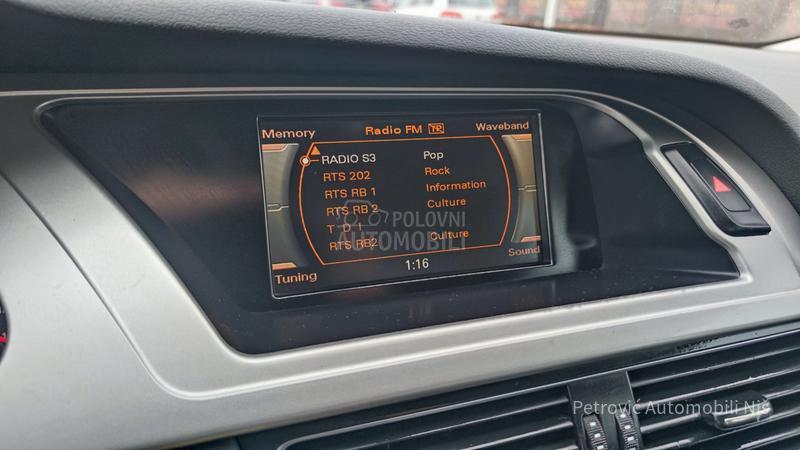 Memory Radio FM TP Waveband
RADIO S3 Pop
RTS 202 Rock
RTS RB 1 Information
RTS RB 2 Culture
T D I
RTS RB2 Culture
POLOVNI
AUTOMOBILI
1:16
Tuning Sound
Petrović Automobili Niš